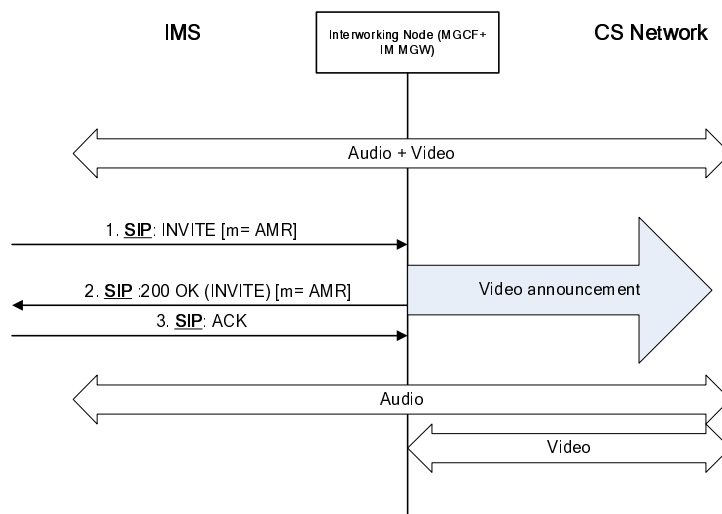 IMS
Interworking Node (MGCF+
IM MGW)
CS Network
Audio + Video
1. SIP: INVITE [m= AMR]
2. SIP :200 OK (INVITE) [m= AMR]
Video announcement
3. SIP: ACK
Audio
Video